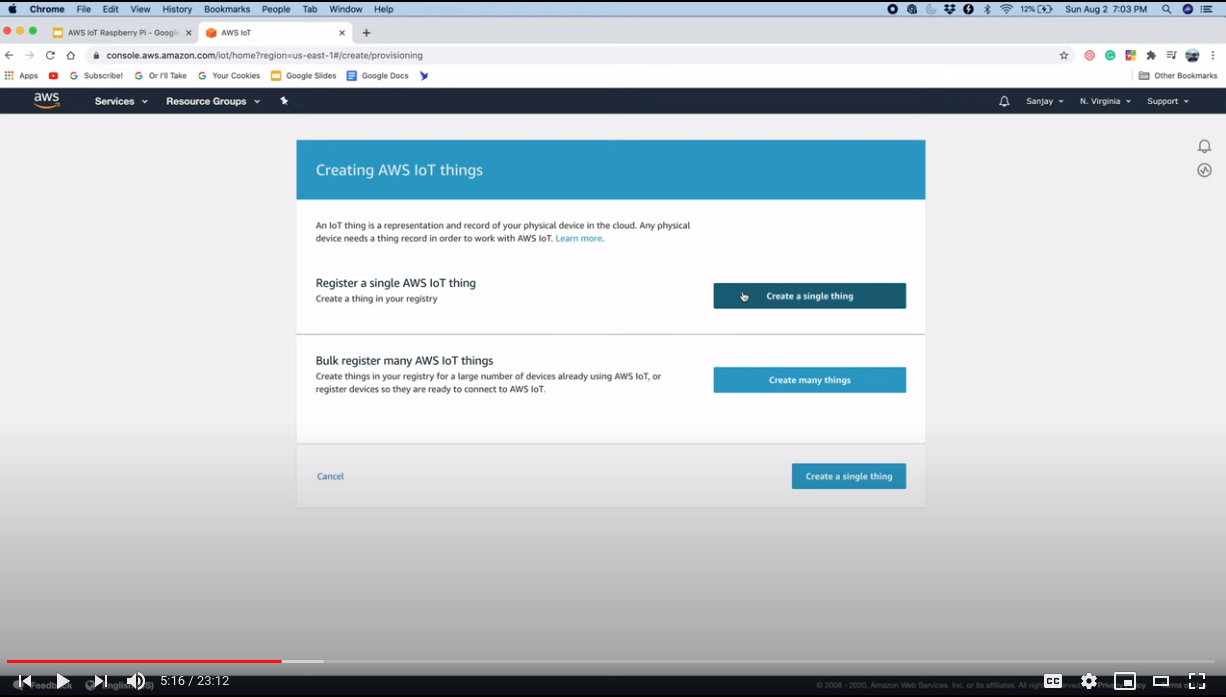 Chrome File Edit View History Bookmarks People Tab Window Help 12% Sun Aug 2 7:03 PM
AWS IoT Raspberry Pi - Google AWS IoT
console.aws.amazon.com/iot/home?region=us-east-1#/create/provisioning
Apps Subscribe! Or I'll Take Your Cookies Google Slides Google Docs Other Bookmarks
aws Services Resource Groups Sanjay N. Virginia Support
Creating AWS IoT things
An IoT thing is a representation and record of your physical device in the cloud. Any physical
device needs a thing record in order to work with AWS IoT. Learn more.
Register a single AWS IoT thing
Create a thing in your registry
Create a single thing
Bulk register many AWS IoT things
Create things in your registry for a large number of devices already using AWS IoT, or
register devices so they are ready to connect to AWS IoT.
Create many things
Cancel Create a single thing
5:16 / 23:12 CC
Feedback English (US) © 2008 - 2020, Amazon Web Services, Inc. or its affiliates. All rights